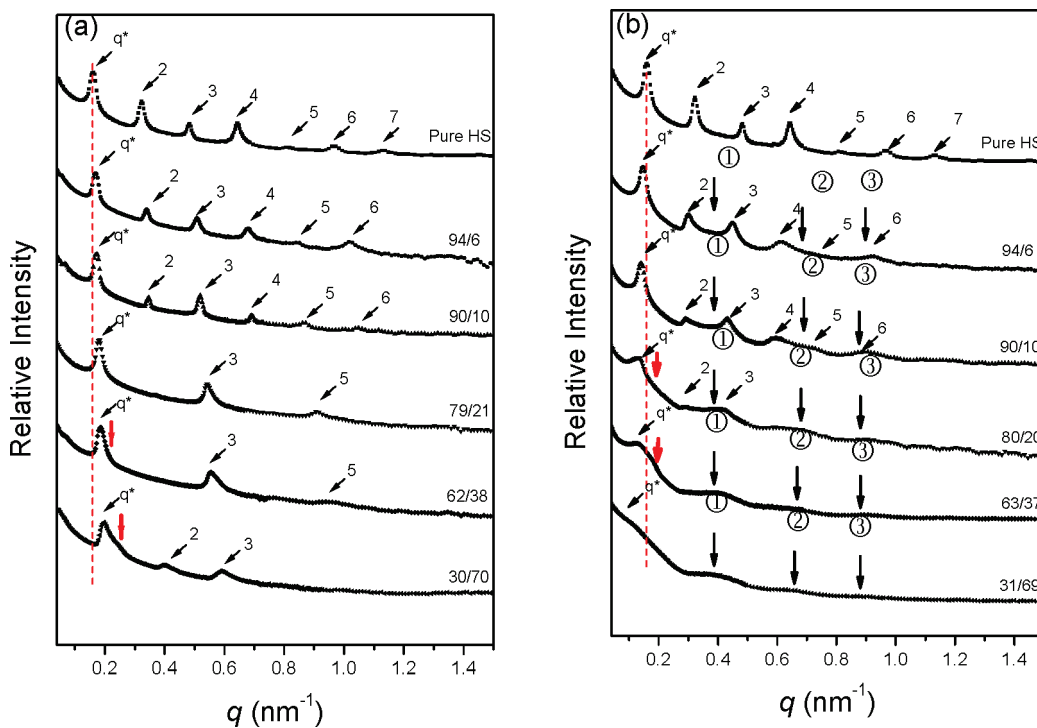 (a)
q*
2
3
4
5
6
7
Pure HS
q*
2
3
4
5
6
94/6
q*
2
3
4
5
6
90/10
q*
3
5
79/21
q*
3
5
62/38
q*
2
3
30/70
0.2 0.4 0.6 0.8 1.0 1.2 1.4
q (nm⁻¹)
Relative Intensity
(b)
q*
2
3
4
5
6
7
Pure HS
① ② ③
q*
2
3
4
5
6
94/6
① ② ③
q*
2
3
4
5
6
90/10
① ② ③
q*
2
3
80/20
① ② ③
q*
63/37
① ② ③
q*
31/69
0.2 0.4 0.6 0.8 1.0 1.2 1.4
q (nm⁻¹)
Relative Intensity